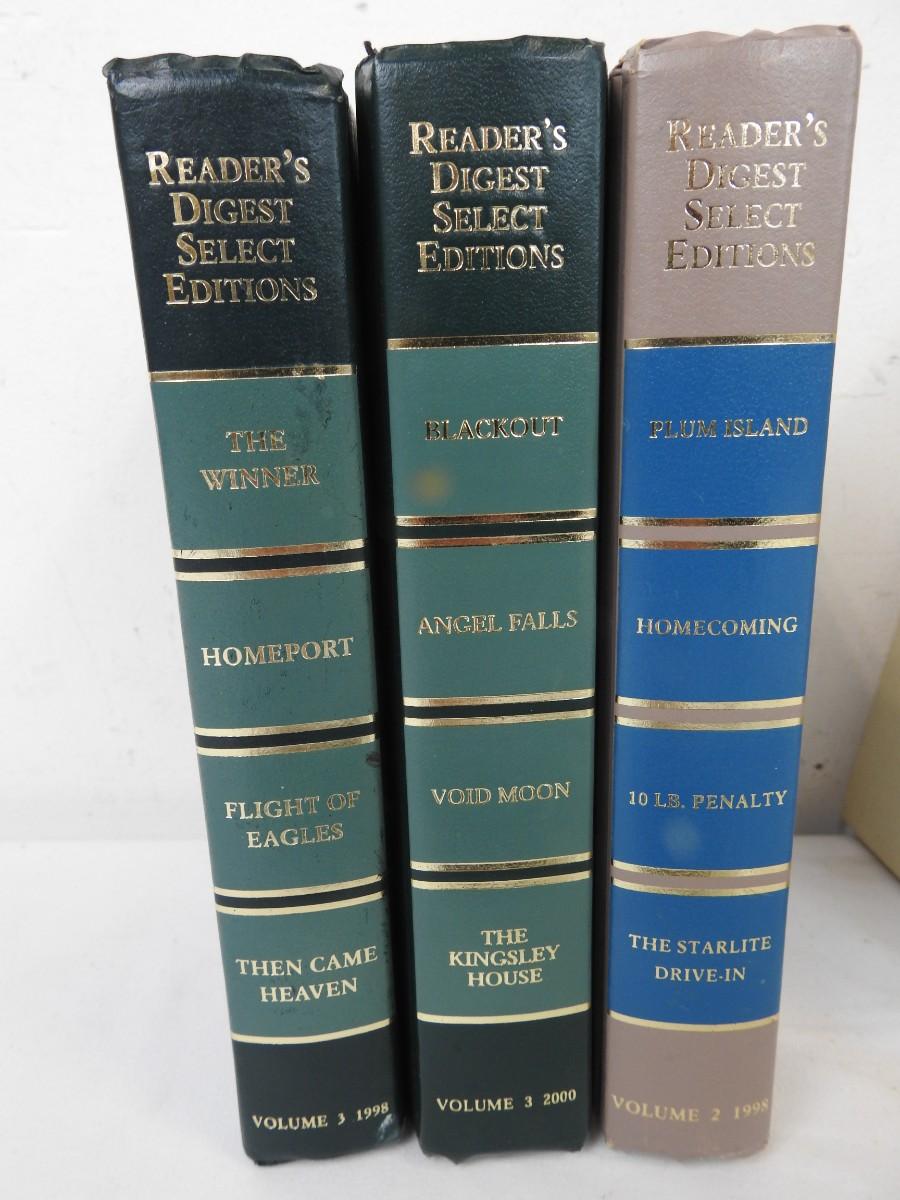 READER'S
DIGEST
SELECT
EDITIONS
THE
WINNER
HOMEPORT
FLIGHT OF
EAGLES
THEN CAME
HEAVEN
VOLUME 3 1998
READER'S
DIGEST
SELECT
EDITIONS
BLACKOUT
ANGEL FALLS
VOID MOON
THE
KINGSLEY
HOUSE
VOLUME 3 2000
READER'S
DIGEST
SELECT
EDITIONS
PLUM ISLAND
HOMECOMING
10 LB. PENALTY
THE STARLITE
DRIVE-IN
VOLUME 2 1998